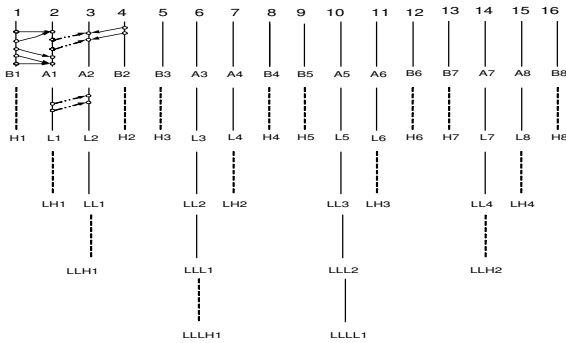 1 2 3 4 5 6 7 8 9 10 11 12 13 14 15 16
B1 A1 A2 B2 B3 A3 A4 B4 B5 A5 A6 B6 B7 A7 A8 B8
H1 L1 L2 H2 H3 L3 L4 H4 H5 L5 L6 H6 H7 L7 L8 H8
LH1 LL1 LL2 LH2 LL3 LH3 LL4 LH4
LLH1 LLL1 LLL2 LLH2
LLLH1 LLLL1